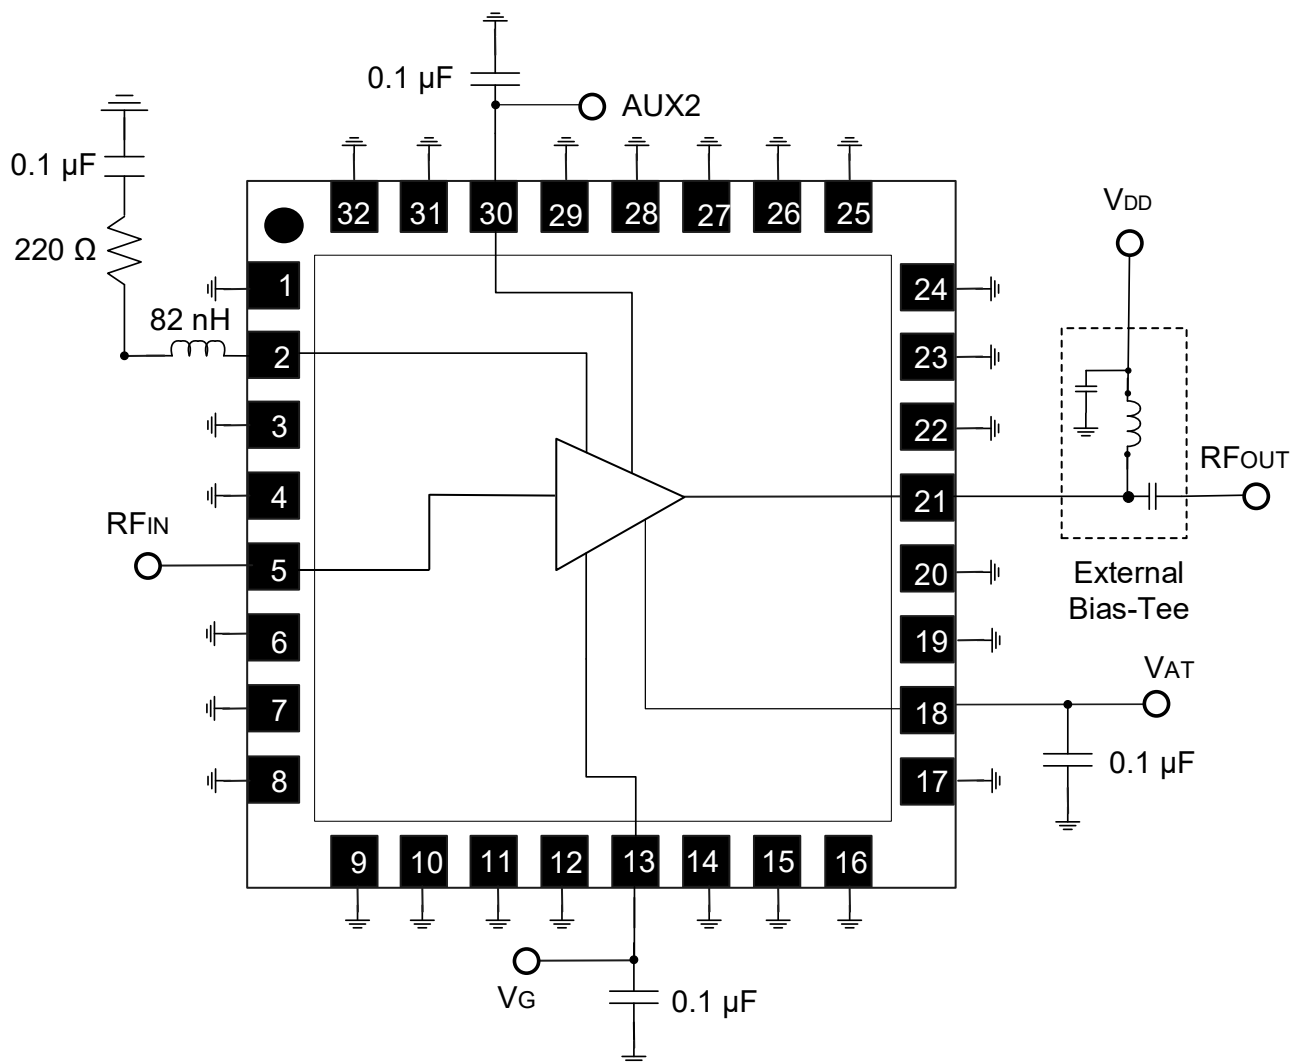 0.1 µF
AUX2
0.1 µF
220 Ω
82 nH
32 31 30 29 28 27 26 25
1
2
3
4
5
6
7
8
RFIN
24
23
22
21
20
19
18
17
VDD
RFOUT
External
Bias-Tee
VAT
0.1 µF
9 10 11 12 13 14 15 16
VG
0.1 µF